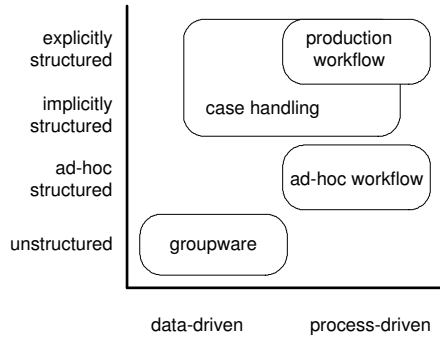 explicitly
structured
production
workflow
implicitly
structured
case handling
ad-hoc
structured
ad-hoc workflow
unstructured
groupware
data-driven
process-driven